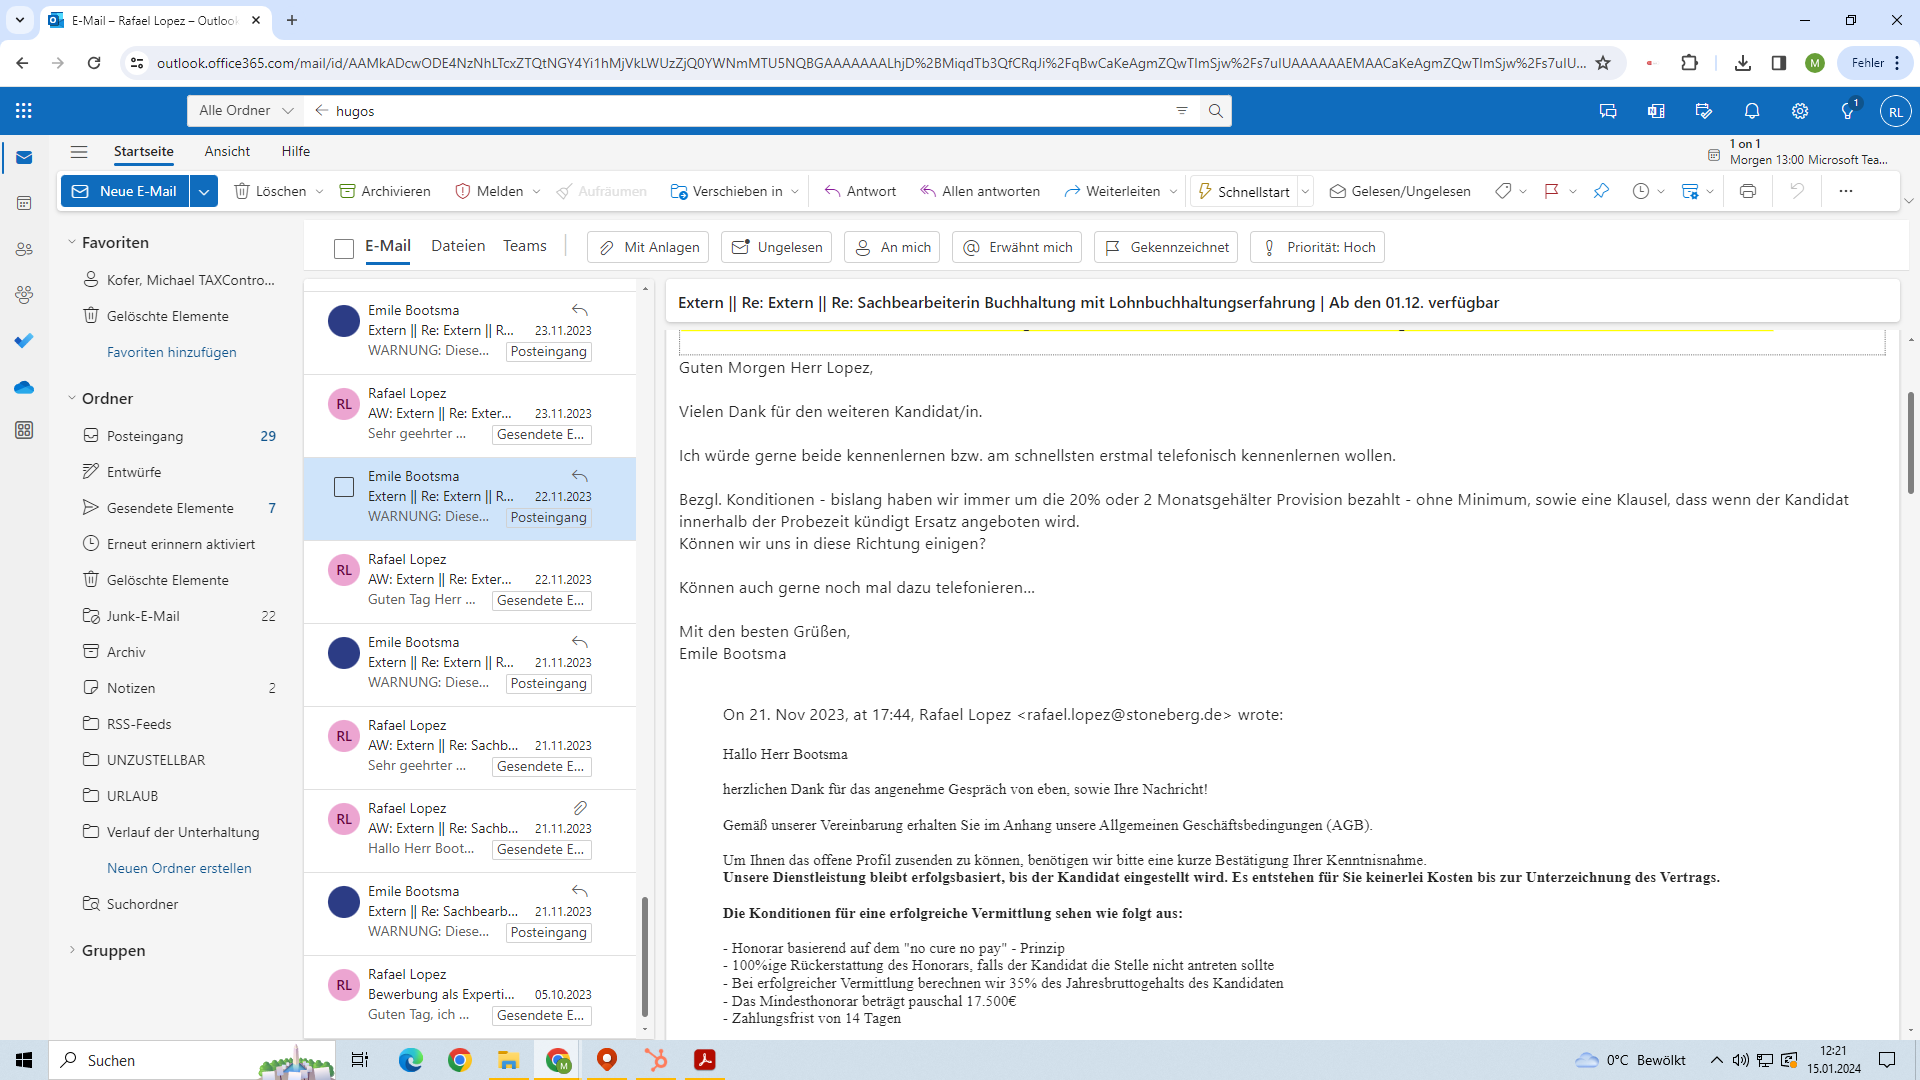 E-Mail – Rafael Lopez – Outlook
outlook.office365.com/mail/id/AAMkADcwODE4NzNhLTcxZTQtNGY4Yi1hMjVkLWUzZjQ0YWNmMTU5NQBGAAAAAAALhjD%2BMiqdTb3QfCRqJi%2FqBwCaKeAgmZQwTImSjw%2Fs7uIUAAAAAAEMAACaKeAgmZQwTImSjw%2Fs7uIU...
M
Fehler
Alle Ordner
hugos
1
RL
Startseite
Ansicht
Hilfe
1 on 1
Morgen 13:00 Microsoft Tea...
Neue E-Mail
Löschen
Archivieren
Melden
Aufräumen
Verschieben in
Antwort
Allen antworten
Weiterleiten
Schnellstart
Gelesen/Ungelesen
Favoriten
Kofer, Michael TAXContro...
Gelöschte Elemente
Favoriten hinzufügen
Ordner
Posteingang 29
Entwürfe
Gesendete Elemente 7
Erneut erinnern aktiviert
Gelöschte Elemente
Junk-E-Mail 22
Archiv
Notizen 2
RSS-Feeds
UNZUSTELLBAR
URLAUB
Verlauf der Unterhaltung
Neuen Ordner erstellen
Suchordner
Gruppen
E-Mail
Dateien
Teams
Mit Anlagen
Ungelesen
An mich
Erwähnt mich
Gekennzeichnet
Priorität: Hoch
Emile Bootsma
Extern || Re: Extern || R... 23.11.2023
WARNUNG: Diese... Posteingang
RL
Rafael Lopez
AW: Extern || Re: Exter... 23.11.2023
Sehr geehrter ... Gesendete E...
Emile Bootsma
Extern || Re: Extern || R... 22.11.2023
WARNUNG: Diese... Posteingang
RL
Rafael Lopez
AW: Extern || Re: Exter... 22.11.2023
Guten Tag Herr ... Gesendete E...
Emile Bootsma
Extern || Re: Extern || R... 21.11.2023
WARNUNG: Diese... Posteingang
RL
Rafael Lopez
AW: Extern || Re: Sachb... 21.11.2023
Sehr geehrter ... Gesendete E...
RL
Rafael Lopez
AW: Extern || Re: Sachb... 21.11.2023
Hallo Herr Boot... Gesendete E...
Emile Bootsma
Extern || Re: Sachbearb... 21.11.2023
WARNUNG: Diese... Posteingang
RL
Rafael Lopez
Bewerbung als Experti... 05.10.2023
Guten Tag, ich ... Gesendete E...
Extern || Re: Extern || Re: Sachbearbeiterin Buchhaltung mit Lohnbuchhaltungserfahrung | Ab den 01.12. verfügbar
Guten Morgen Herr Lopez,
Vielen Dank für den weiteren Kandidat/in.
Ich würde gerne beide kennenlernen bzw. am schnellsten erstmal telefonisch kennenlernen wollen.
Bezgl. Konditionen - bislang haben wir immer um die 20% oder 2 Monatsgehälter Provision bezahlt - ohne Minimum, sowie eine Klausel, dass wenn der Kandidat
innerhalb der Probezeit kündigt Ersatz angeboten wird.
Können wir uns in diese Richtung einigen?
Können auch gerne noch mal dazu telefonieren...
Mit den besten Grüßen,
Emile Bootsma
On 21. Nov 2023, at 17:44, Rafael Lopez <rafael.lopez@stoneberg.de> wrote:
Hallo Herr Bootsma
herzlichen Dank für das angenehme Gespräch von eben, sowie Ihre Nachricht!
Gemäß unserer Vereinbarung erhalten Sie im Anhang unsere Allgemeinen Geschäftsbedingungen (AGB).
Um Ihnen das offene Profil zusenden zu können, benötigen wir bitte eine kurze Bestätigung Ihrer Kenntnisnahme.
Unsere Dienstleistung bleibt erfolgsbasiert, bis der Kandidat eingestellt wird. Es entstehen für Sie keinerlei Kosten bis zur Unterzeichnung des Vertrags.
Die Konditionen für eine erfolgreiche Vermittlung sehen wie folgt aus:
- Honorar basierend auf dem "no cure no pay" - Prinzip
- 100%ige Rückerstattung des Honorars, falls der Kandidat die Stelle nicht antreten sollte
- Bei erfolgreicher Vermittlung berechnen wir 35% des Jahresbruttogehalts des Kandidaten
- Das Mindesthonorar beträgt pauschal 17.500€
- Zahlungsfrist von 14 Tagen
Suchen
M
0°C Bewölkt
12:21
15.01.2024